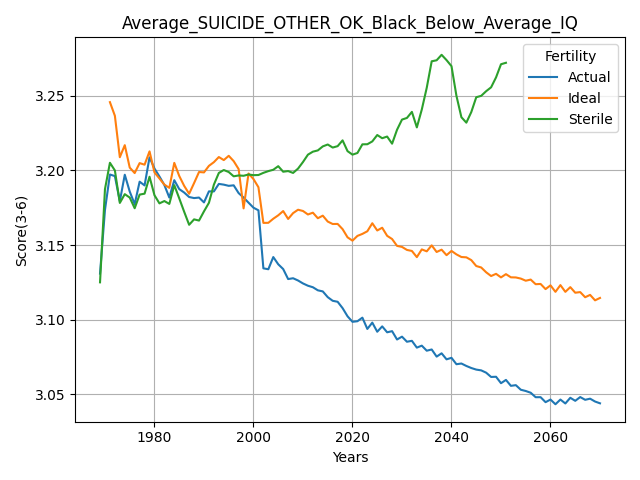 Average_SUICIDE_OTHER_OK_Black_Below_Average_IQ
Fertility
Actual
Ideal
Sterile
Score(3-6)
3.25
3.20
3.15
3.10
3.05
1980 2000 2020 2040 2060
Years